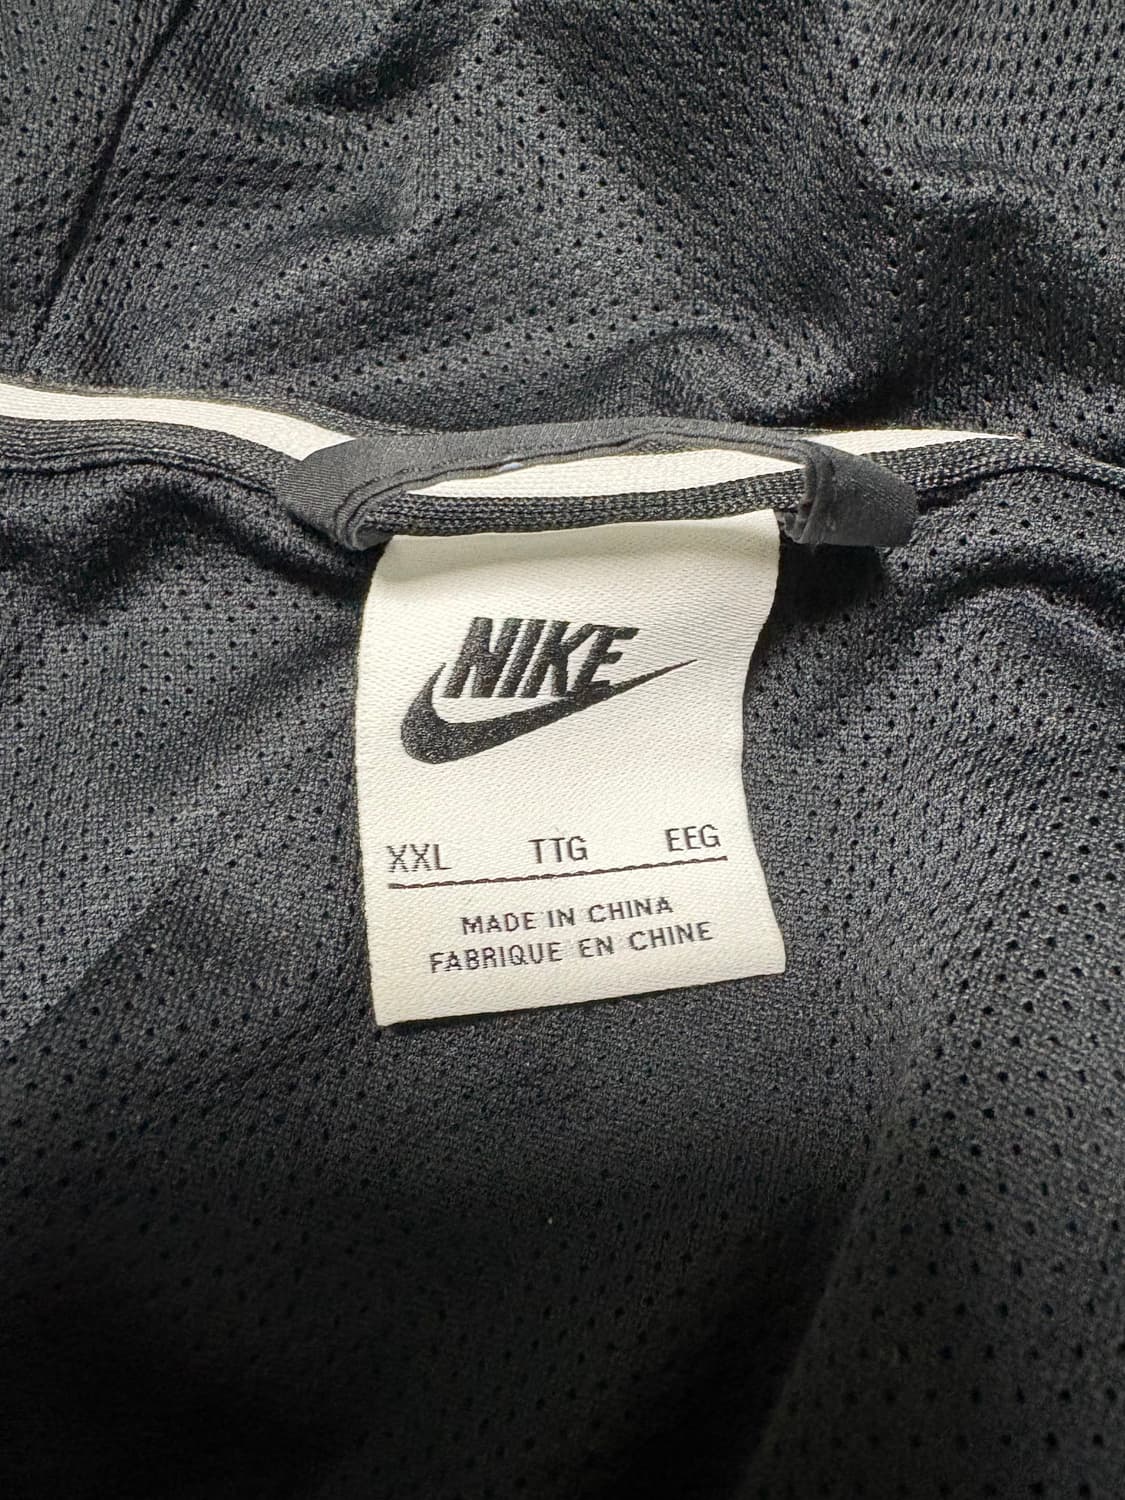 NIKE
XXL TTG EEG
MADE IN CHINA
FABRIQUE EN CHINE